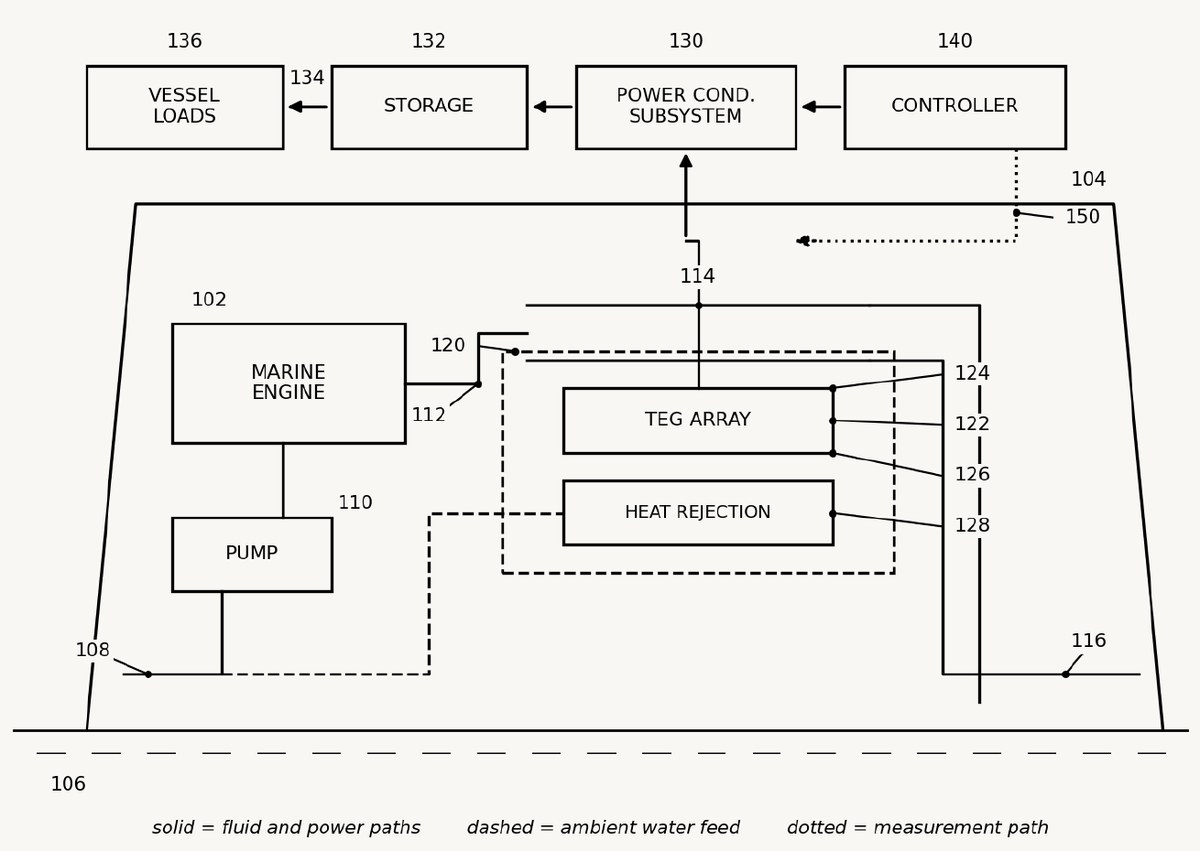 136
132
130
140
VESSEL
LOADS
134
STORAGE
POWER COND.
SUBSYSTEM
CONTROLLER
104
150
114
102
120
MARINE
ENGINE
112
124
TEG ARRAY
122
126
110
HEAT REJECTION
128
PUMP
108
116
106
solid = fluid and power paths dashed = ambient water feed dotted = measurement path